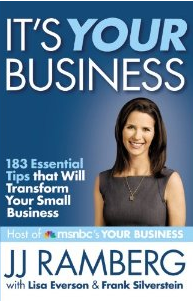 IT'S YOUR
BUSINESS
183 Essential
Tips that Will
Transform
Your Small
Business
Host of msnbc's YOUR BUSINESS
JJ RAMBERG
with Lisa Everson & Frank Silverstein